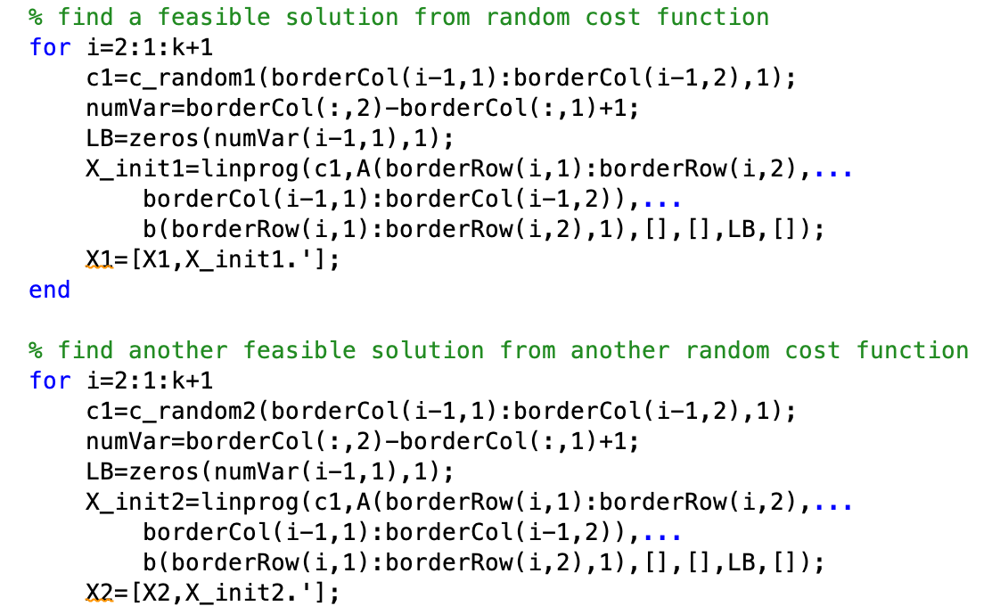 % find a feasible solution from random cost function
for i=2:1:k+1
    c1=c_random1(borderCol(i-1,1):borderCol(i-1,2),1);
    numVar=borderCol(:,2)-borderCol(:,1)+1;
    LB=zeros(numVar(i-1,1),1);
    X_init1=linprog(c1,A(borderRow(i,1):borderRow(i,2),...
        borderCol(i-1,1):borderCol(i-1,2)),...
        b(borderRow(i,1):borderRow(i,2),1),[],[],LB,[]);
    X1=[X1,X_init1.'];
end
% find another feasible solution from another random cost function
for i=2:1:k+1
    c1=c_random2(borderCol(i-1,1):borderCol(i-1,2),1);
    numVar=borderCol(:,2)-borderCol(:,1)+1;
    LB=zeros(numVar(i-1,1),1);
    X_init2=linprog(c1,A(borderRow(i,1):borderRow(i,2),...
        borderCol(i-1,1):borderCol(i-1,2)),...
        b(borderRow(i,1):borderRow(i,2),1),[],[],LB,[]);
    X2=[X2,X_init2.'];